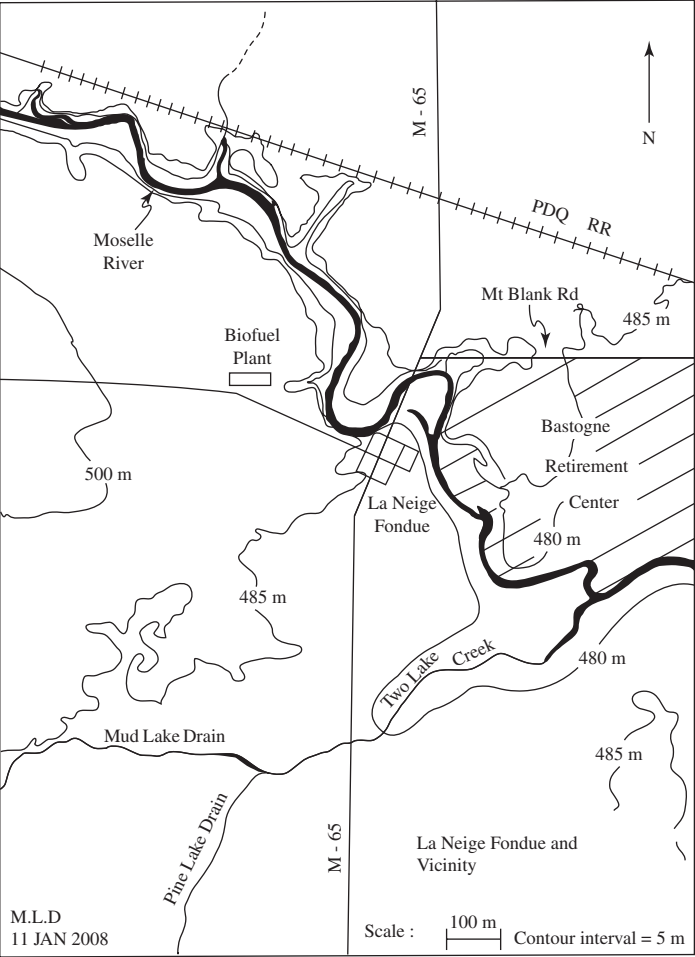 M - 65
N
PDQ RR
Moselle
River
Mt Blank Rd
485 m
Biofuel
Plant
Bastogne
Retirement
Center
500 m
La Neige
Fondue
480 m
485 m
Two Lake Creek
480 m
Mud Lake Drain
485 m
Pine Lake Drain
M - 65
La Neige Fondue and
Vicinity
M.L.D
11 JAN 2008
Scale :
100 m
Contour interval = 5 m